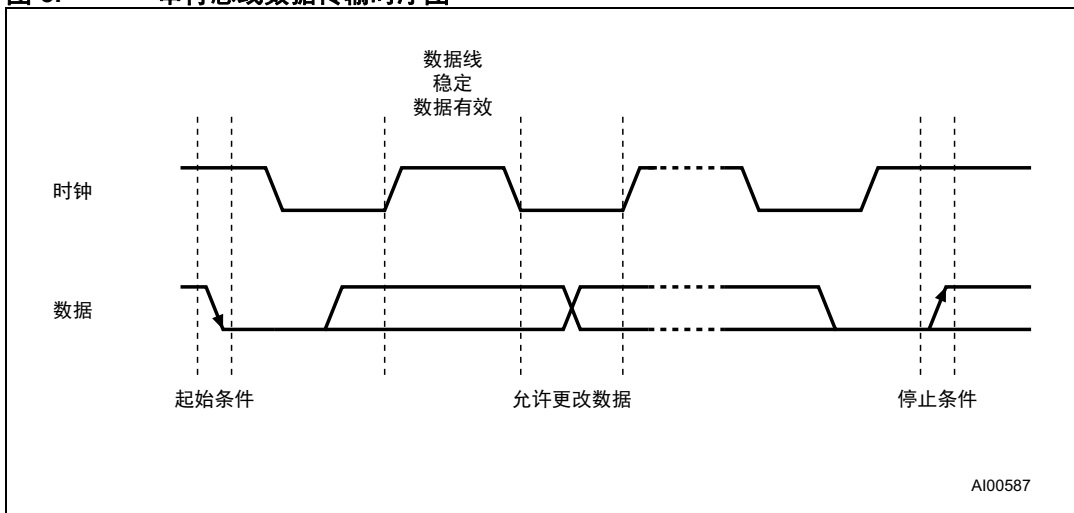 数据线
稳定
数据有效
时钟
数据
起始条件
允许更改数据
停止条件
AI00587